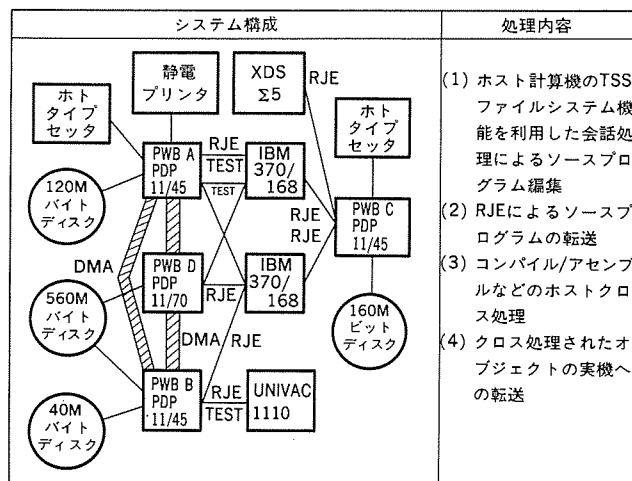 システム構成
処理内容
静電
プリンタ
XDS
Σ5
RJE
ホト
タイプ
セッタ
ホト
タイプ
セッタ
PWB A
PDP
11/45
RJE
TEST
TEST
IBM
370/
168
120M
バイト
ディスク
RJE
RJE
PWB C
PDP
11/45
DMA
PWB D
PDP
11/70
RJE
IBM
370/
168
560M
バイト
ディスク
160M
ビット
ディスク
DMA
RJE
PWB B
PDP
11/45
RJE
TEST
UNIVAC
1110
40M
バイト
ディスク
(1) ホスト計算機のTSS
ファイルシステム機
能を利用した会話処
理によるソースプロ
グラム編集
(2) RJEによるソースプ
ログラムの転送
(3) コンパイル/アセンブ
ルなどのホストクロ
ス処理
(4) クロス処理されたオ
ブジェクトの実機へ
の転送